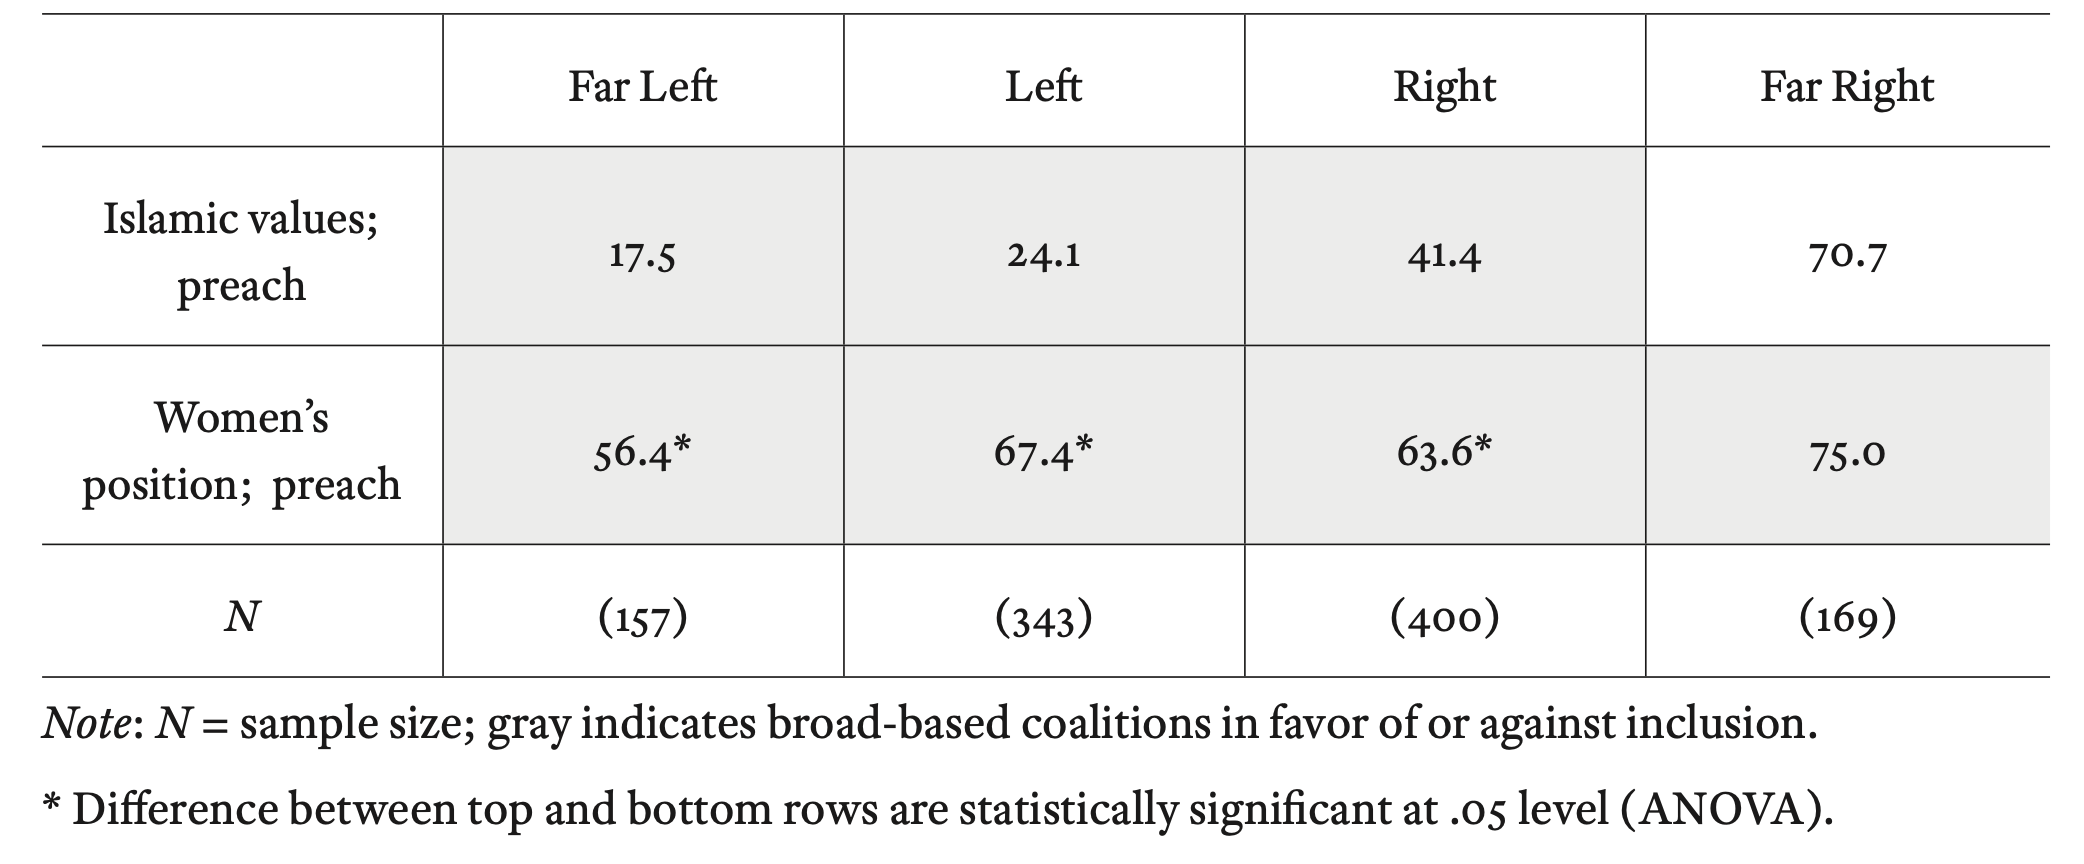 Far Left Left Right Far Right
Islamic values;
preach
17.5 24.1 41.4 70.7
Women’s
position; preach
56.4* 67.4* 63.6* 75.0
N (157) (343) (400) (169)
Note: N = sample size; gray indicates broad-based coalitions in favor of or against inclusion.
* Difference between top and bottom rows are statistically significant at .05 level (ANOVA).